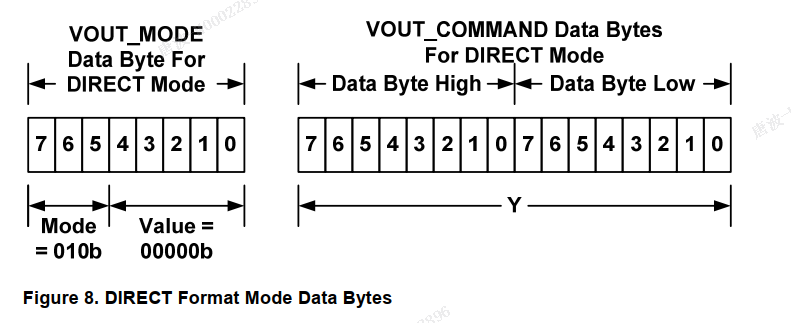 VOUT_MODE
Data Byte For
DIRECT Mode
VOUT_COMMAND Data Bytes
For DIRECT Mode
Data Byte High
Data Byte Low
7 6 5 4 3 2 1 0
7 6 5 4 3 2 1 0 7 6 5 4 3 2 1 0
Mode
= 010b
Value =
00000b
Y
Figure 8. DIRECT Format Mode Data Bytes